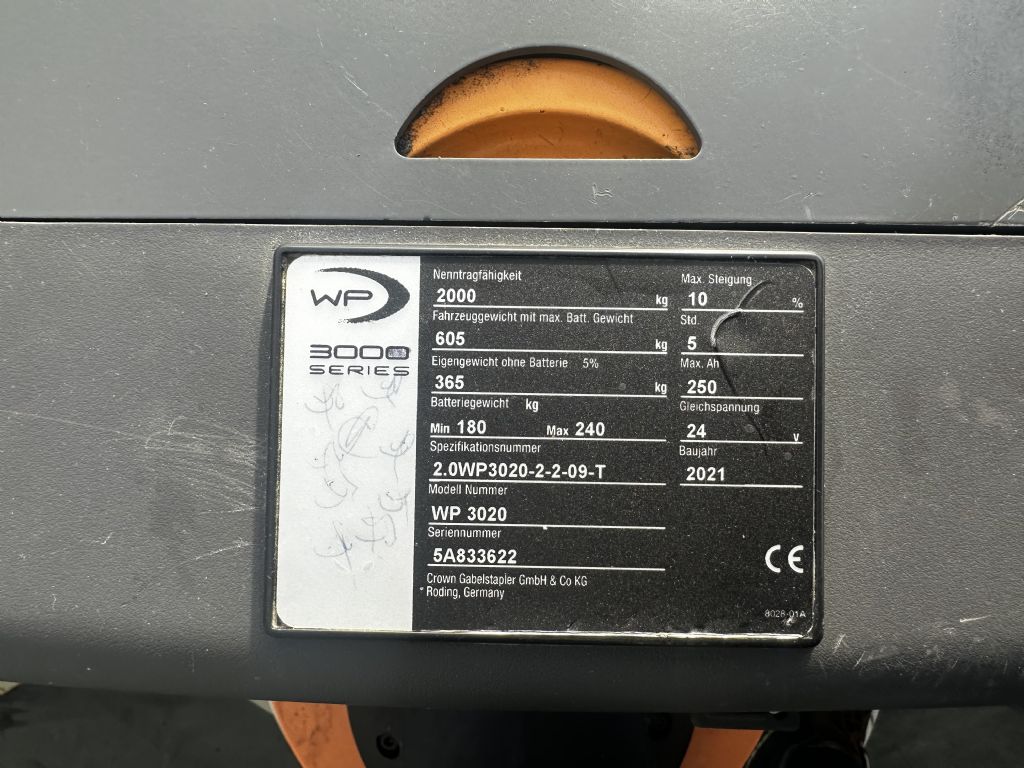 WP
3000
SERIES
Nenntragfähigkeit
2000 kg
Fahrzeuggewicht mit max. Batt. Gewicht
605 kg
Eigengewicht ohne Batterie 5%
365 kg
Batteriegewicht kg
Min 180 Max 240
Spezifikationsnummer
2.0WP3020-2-2-09-T
Modell Nummer
WP 3020
Seriennummer
5A833622
Crown Gabelstapler GmbH & Co KG
Roding, Germany
Max. Steigung
10 %
Std.
5
Max. Ah
250
Gleichspannung
24 V
Baujahr
2021
CE
8028-01A